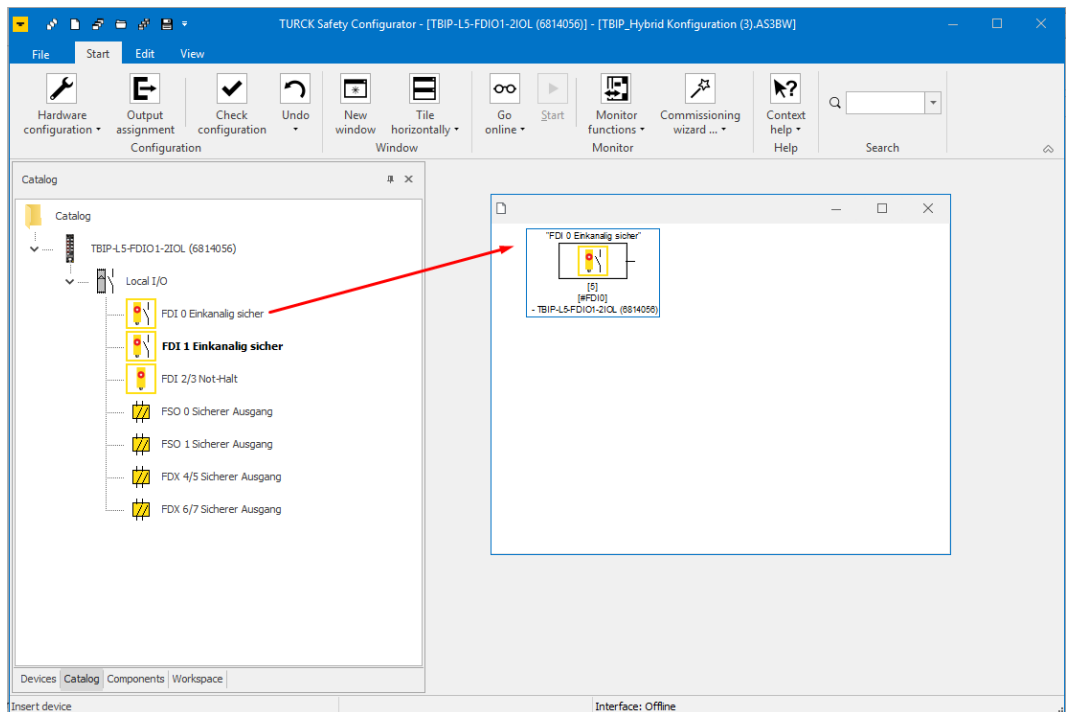 TURCK Safety Configurator - [TBIP-L5-FDIO1-2IOL (6814056)] - [TBIP_Hybrid Konfiguration (3).AS3BW]
File Start Edit View
Hardware configuration
Output assignment
Check configuration
Undo
New window
Tile horizontally
Go online
Start
Monitor functions
Commissioning wizard ...
Context help
Configuration
Window
Monitor
Help
Search
Catalog
Catalog
TBIP-L5-FDIO1-2IOL (6814056)
Local I/O
FDI 0 Einkanalig sicher
FDI 1 Einkanalig sicher
FDI 2/3 Not-Halt
FSO 0 Sicherer Ausgang
FSO 1 Sicherer Ausgang
FDX 4/5 Sicherer Ausgang
FDX 6/7 Sicherer Ausgang
"FDI 0 Einkanalig sicher"
[5]
[#FDI0]
- TBIP-L5-FDIO1-2IOL (6814056)
Devices Catalog Components Workspace
Insert device
Interface: Offline